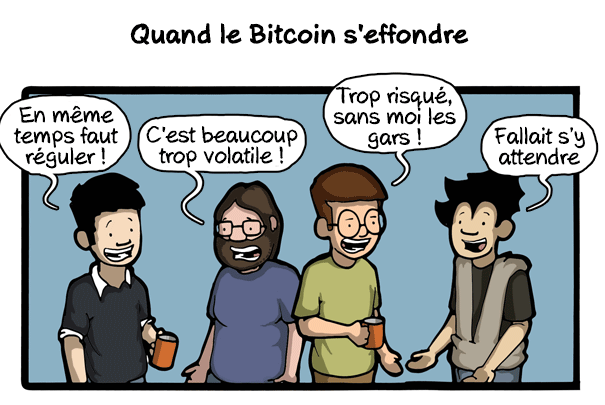 Quand le Bitcoin s'effondre
En même
temps faut
réguler !
C'est beaucoup
trop volatile !
Trop risqué,
sans moi les
gars !
Fallait s'y
attendre